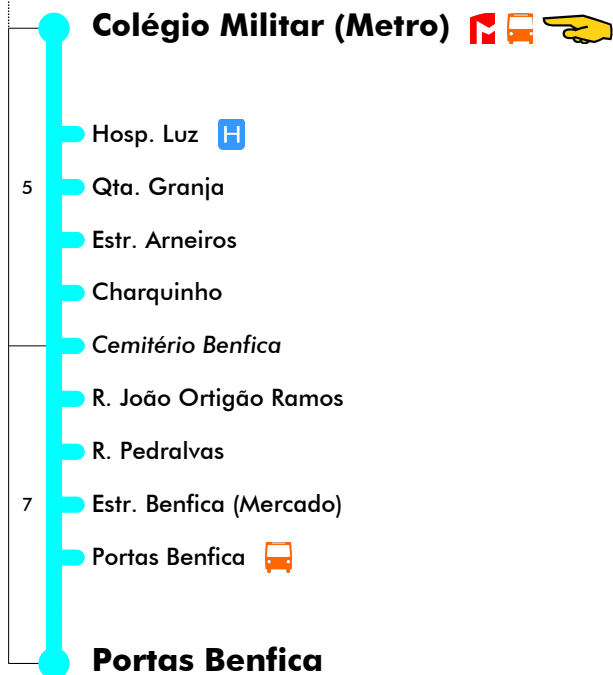 Colégio Militar (Metro)
Hosp. Luz H
5 Qta. Granja
Estr. Arneiros
Charquinho
Cemitério Benfica
R. João Ortigão Ramos
R. Pedralvas
7 Estr. Benfica (Mercado)
Portas Benfica
Portas Benfica